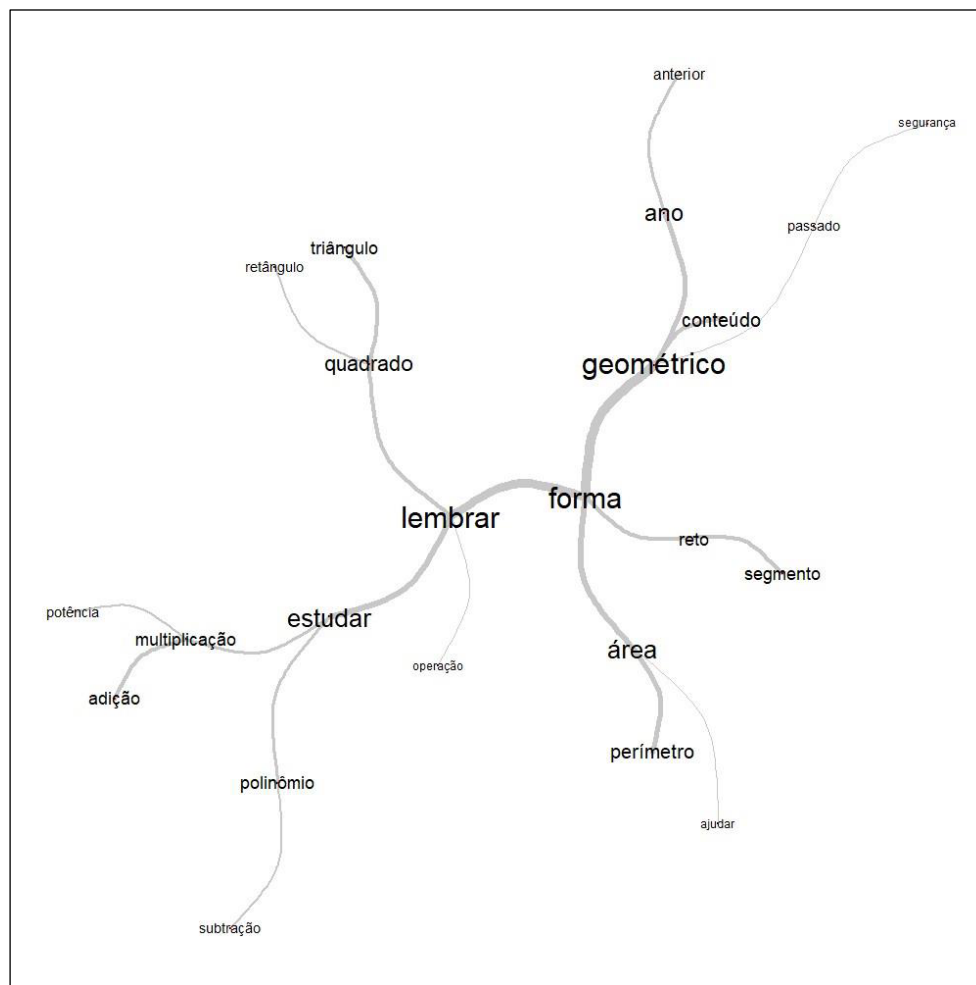 anterior
segurança
ano
passado
triângulo
retângulo
conteúdo
quadrado
geométrico
forma
lembrar
reto
segmento
potência
estudar
multiplicação
área
operação
adição
perímetro
polinômio
ajudar
subtração